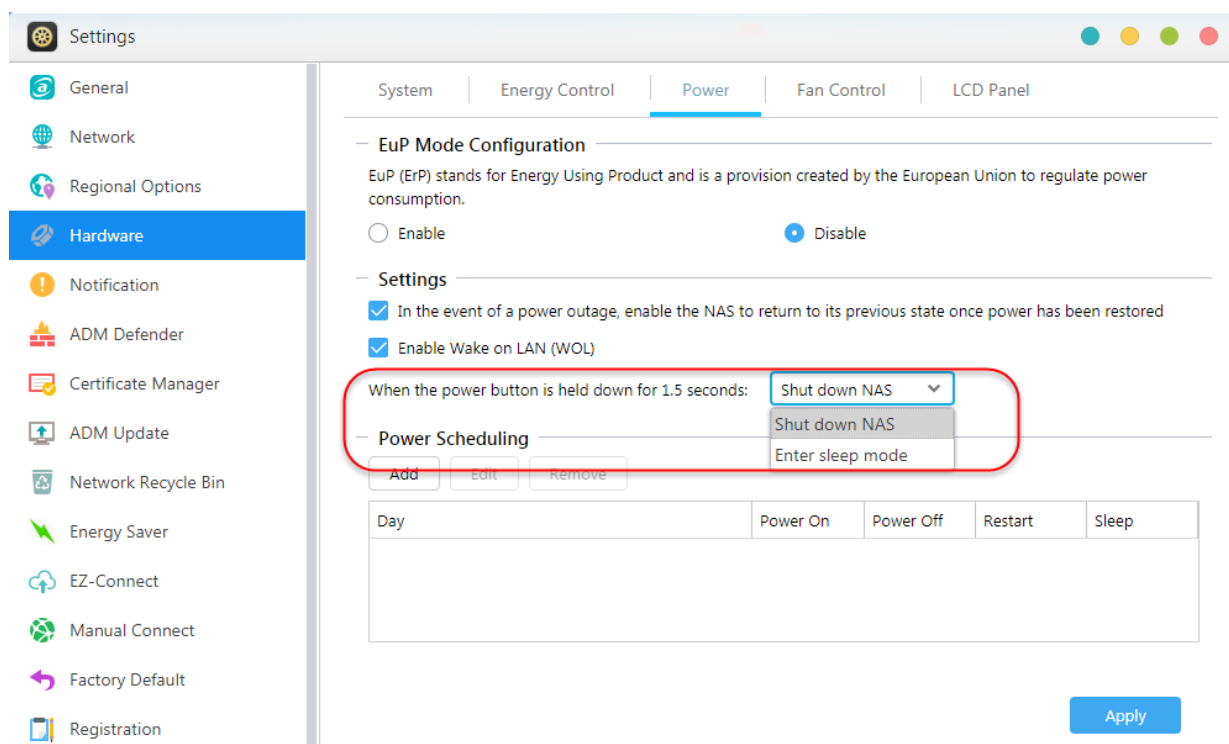 Settings
General
Network
Regional Options
Hardware
Notification
ADM Defender
Certificate Manager
ADM Update
Network Recycle Bin
Energy Saver
EZ-Connect
Manual Connect
Factory Default
Registration
System Energy Control Power Fan Control LCD Panel
EuP Mode Configuration
EuP (ErP) stands for Energy Using Product and is a provision created by the European Union to regulate power
consumption.
Enable Disable
Settings
In the event of a power outage, enable the NAS to return to its previous state once power has been restored
Enable Wake on LAN (WOL)
When the power button is held down for 1.5 seconds: Shut down NAS
Shut down NAS
Enter sleep mode
Power Scheduling
Add Edit Remove
Day Power On Power Off Restart Sleep
Apply